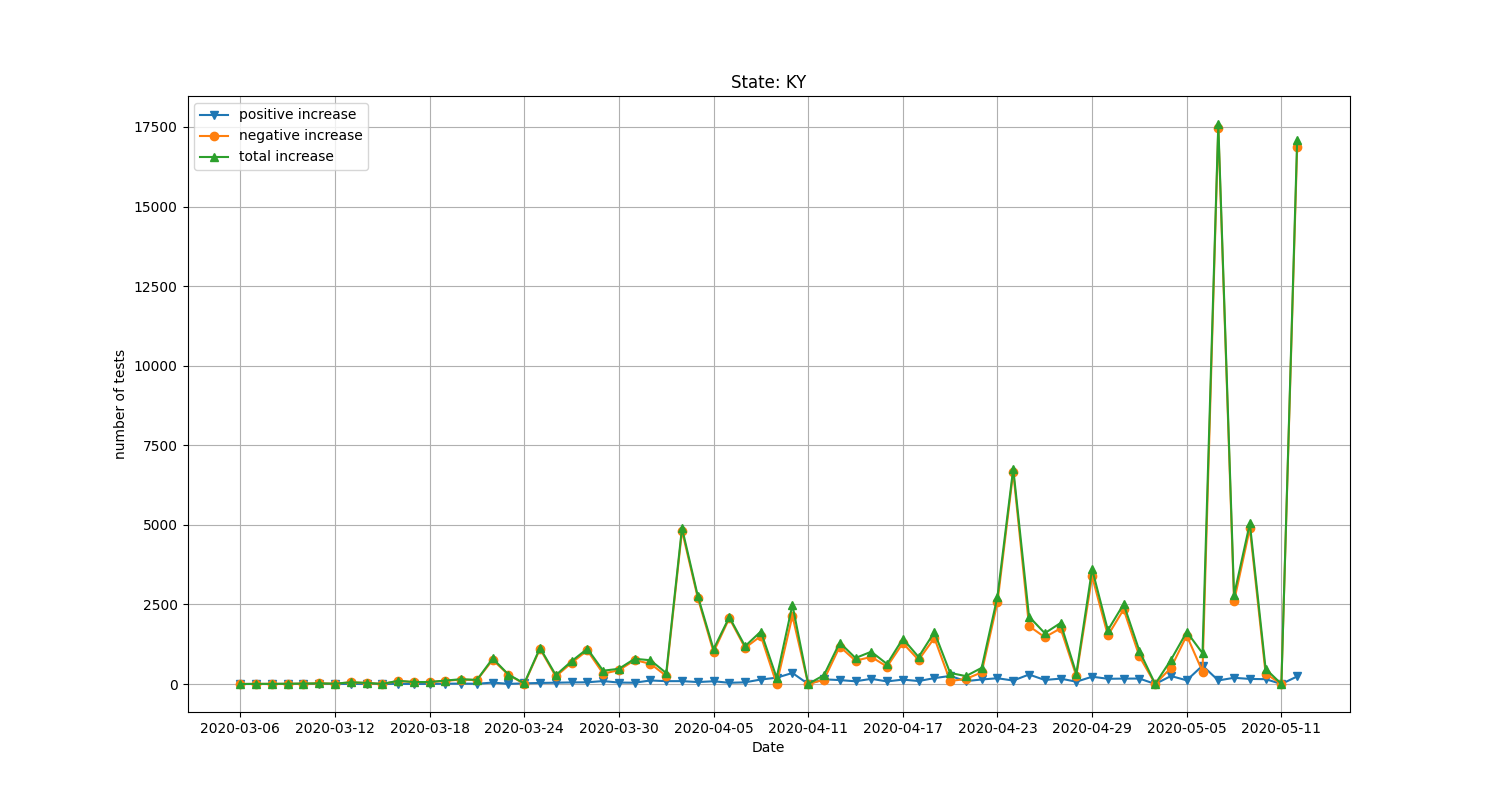 State: KY
positive increase
negative increase
total increase
17500
15000
12500
10000
7500
5000
2500
0
number of tests
2020-03-06 2020-03-12 2020-03-18 2020-03-24 2020-03-30 2020-04-05 2020-04-11 2020-04-17 2020-04-23 2020-04-29 2020-05-05 2020-05-11
Date